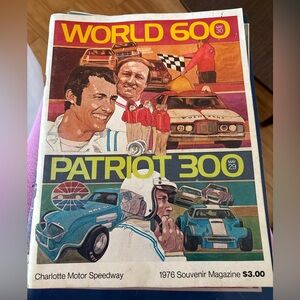 WORLD 600 MAY 30
PATRIOT 300 MAY 29
Charlotte Motor Speedway 1976 Souvenir Magazine $3.00